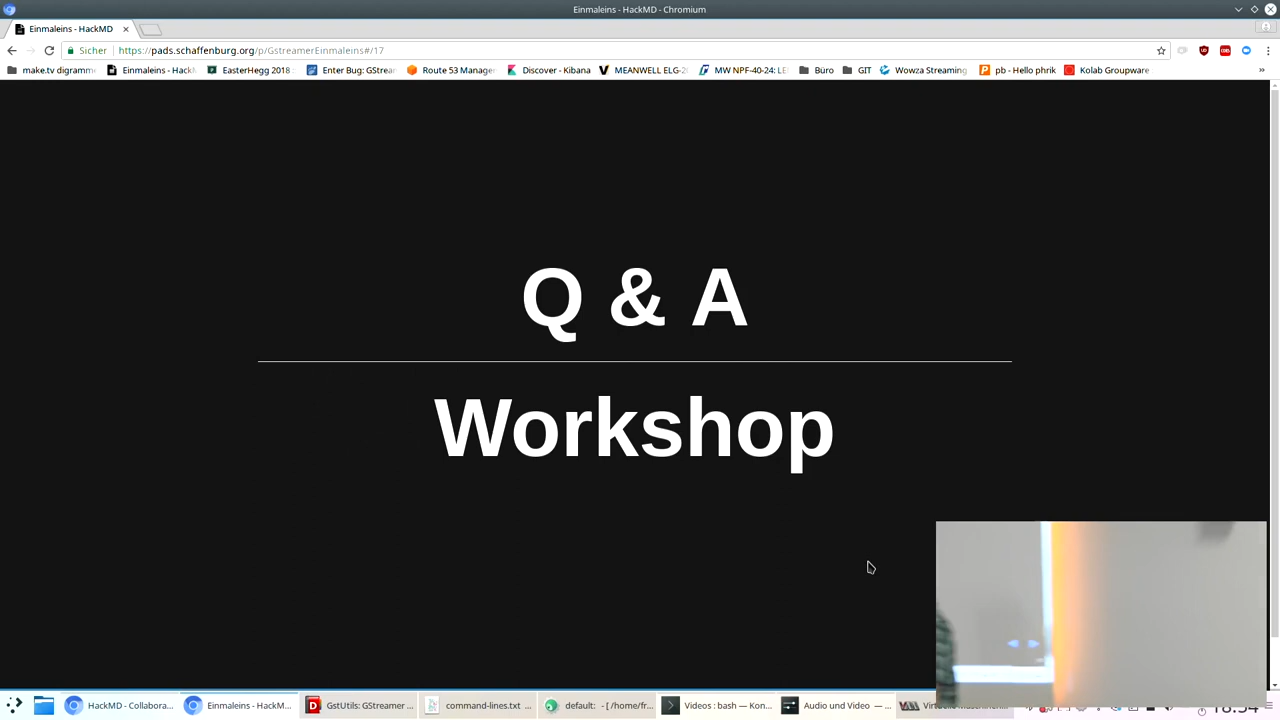 Einmaleins - HackMD - Chromium
Einmaleins - HackMD
Sicher https://pads.schaffenburg.org/p/GstreamerEinmaleins#/17
make.tv digramm Einmaleins - Hack EasterHegg 2018 Enter Bug: GStrea Route 53 Manage Discover - Kibana MEANWELL ELG-2 MW NPF-40-24: LE Büro GIT Wowza Streaming pb - Hello phrik Kolab Groupware
Q & A
Workshop
HackMD - Collabora... Einmaleins - HackM... GstUtils: GStreamer ... command-lines.txt ... default: - [/home/fr... Videos : bash — Kon... Audio und Video — ...